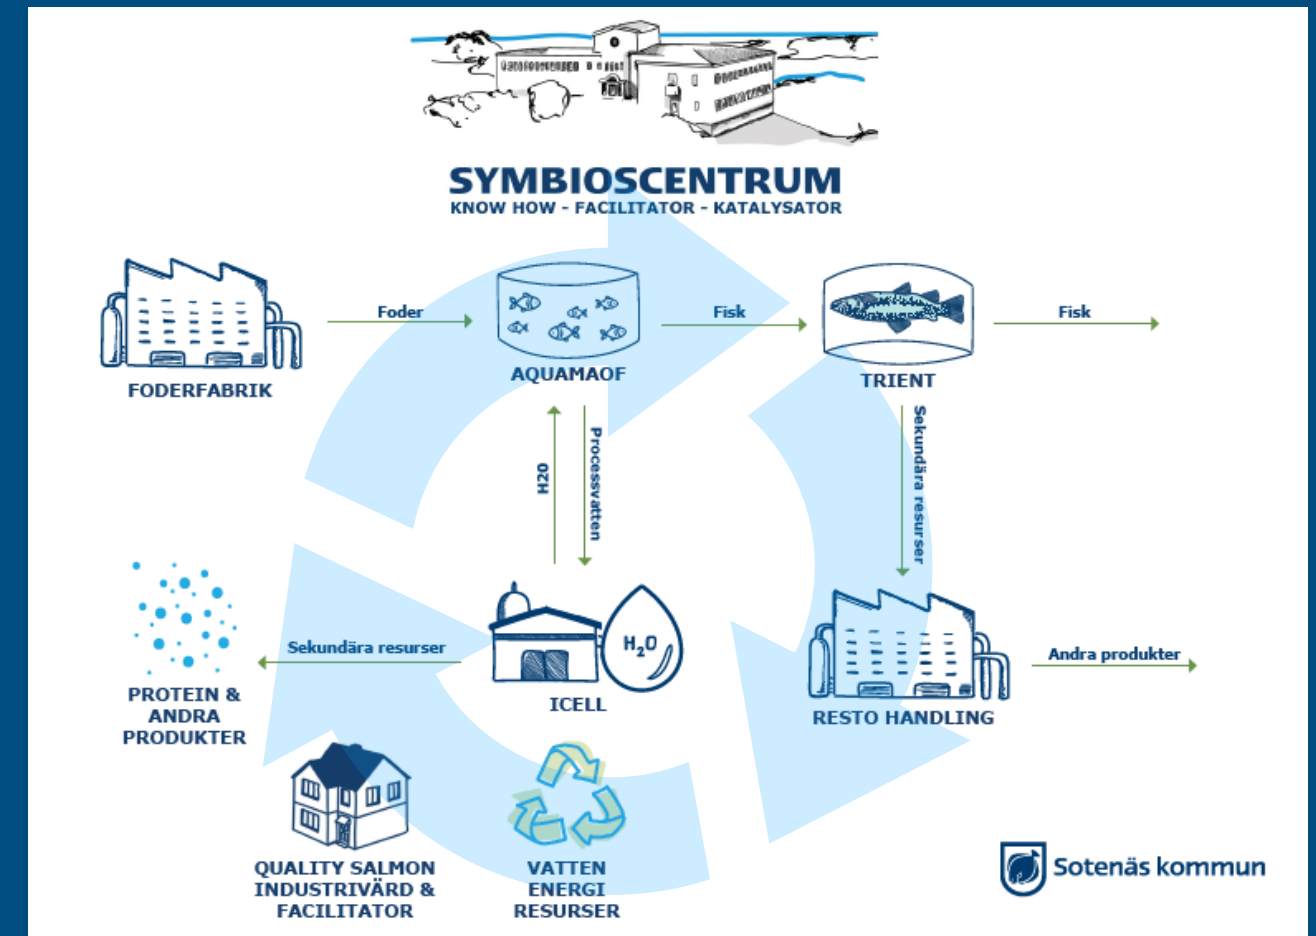 SYMBIOSCENTRUM
KNOW HOW - FACILITATOR - KATALYSATOR
Foder
Fisk
Fisk
FODERFABRIK
AQUAMAOF
TRIENT
H20
Processvatten
Sekundära resurser
Sekundära resurser
H₂O
Andra produkter
PROTEIN &
ANDRA
PRODUKTER
ICELL
RESTO HANDLING
QUALITY SALMON
INDUSTRIVÄRD &
FACILITATOR
VATTEN
ENERGI
RESURSER
Sotenäs kommun